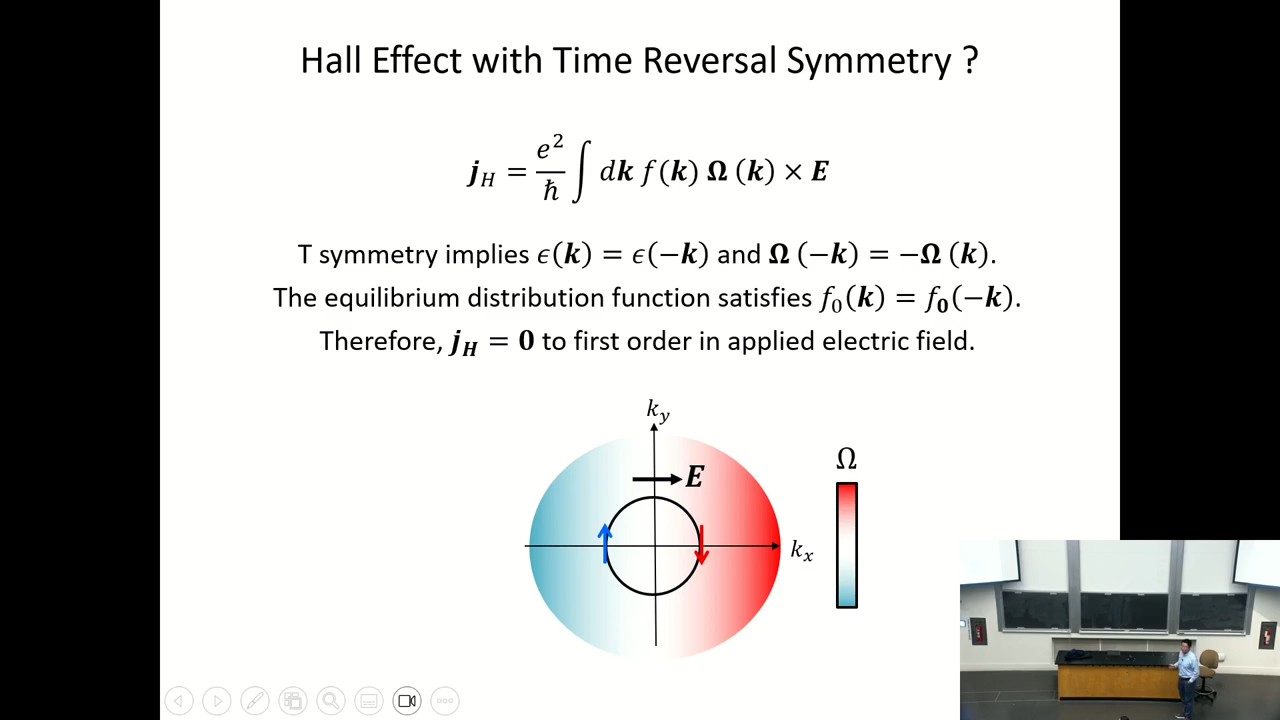 Hall Effect with Time Reversal Symmetry ?
𝒋_H = e²/ħ ∫ d𝒌 f(𝒌) 𝛀 (𝒌) × 𝑬
T symmetry implies ϵ(𝒌) = ϵ(−𝒌) and 𝛀 (−𝒌) = −𝛀 (𝒌).
The equilibrium distribution function satisfies f₀(𝒌) = f₀(−𝒌).
Therefore, 𝒋_H = 𝟎 to first order in applied electric field.
k_y
Ω
𝑬
k_x